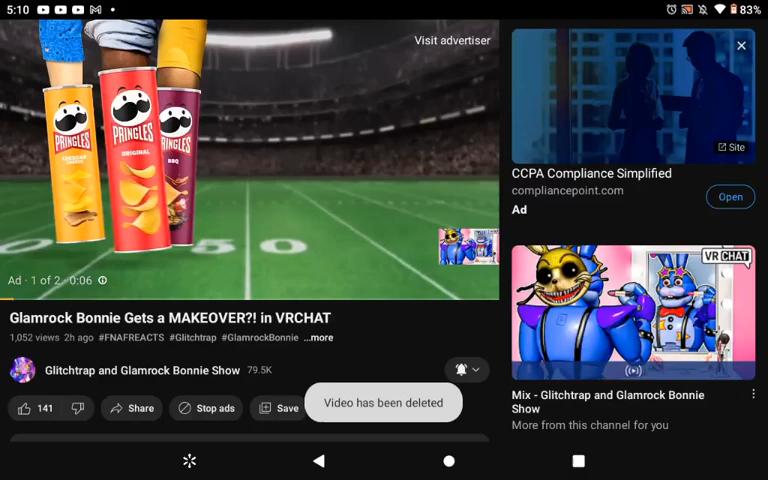 5:10
83%
Visit advertiser
PRINGLES
PRINGLES
ORIGINAL
PRINGLES
BBQ
50
Ad · 1 of 2 · 0:06
Glamrock Bonnie Gets a MAKEOVER?! in VRCHAT
1,052 views 2h ago #FNAFREACTS #Glitchtrap #GlamrockBonnie ...more
Glitchtrap and Glamrock Bonnie Show 79.5K
141
Share
Stop ads
Save
Video has been deleted
Site
CCPA Compliance Simplified
compliancepoint.com
Ad
Open
VRCHAT
Mix - Glitchtrap and Glamrock Bonnie
Show
More from this channel for you